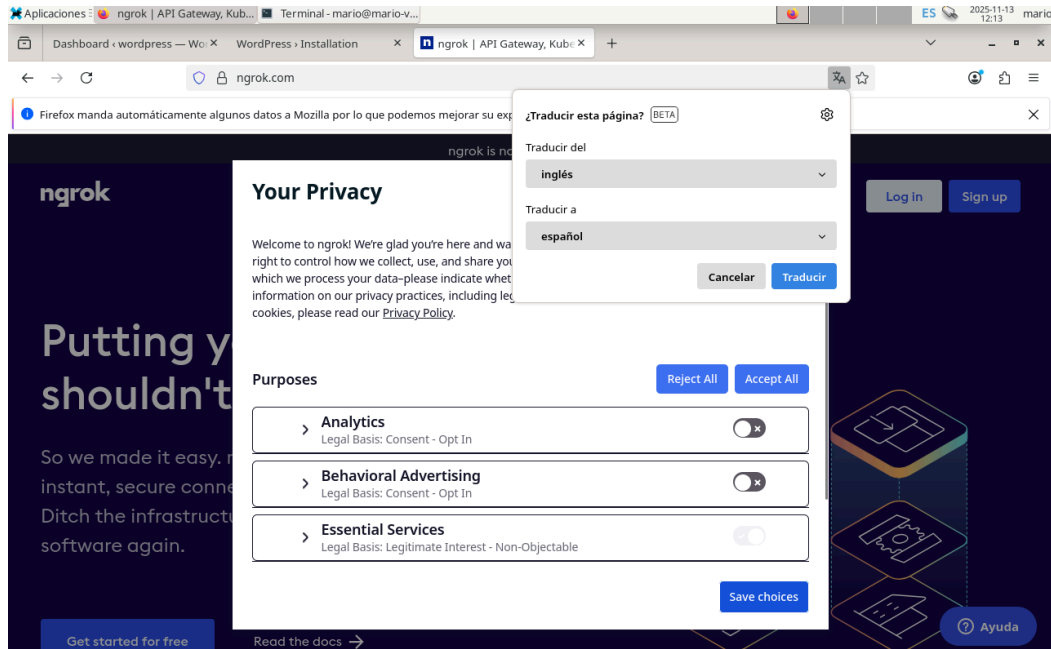 Aplicaciones
ngrok | API Gateway, Kub...
Terminal - mario@mario-v...
ES
2025-11-13
12:13
mario
Dashboard ‹ wordpress — Wo
WordPress › Installation
n ngrok | API Gateway, Kube
ngrok.com
Firefox manda automáticamente algunos datos a Mozilla por lo que podemos mejorar su exp
¿Traducir esta página? BETA
Traducir del
inglés
Traducir a
español
Cancelar
Traducir
ngrok is no
ngrok
Log in
Sign up
Your Privacy
Welcome to ngrok! We're glad you're here and wa
right to control how we collect, use, and share you
which we process your data–please indicate whet
information on our privacy practices, including leg
cookies, please read our Privacy Policy.
Putting y
shouldn't
Purposes
Reject All
Accept All
Analytics
Legal Basis: Consent - Opt In
Behavioral Advertising
Legal Basis: Consent - Opt In
Essential Services
Legal Basis: Legitimate Interest - Non-Objectable
So we made it easy.
instant, secure conne
Ditch the infrastructu
software again.
Save choices
Get started for free
Read the docs →
Ayuda